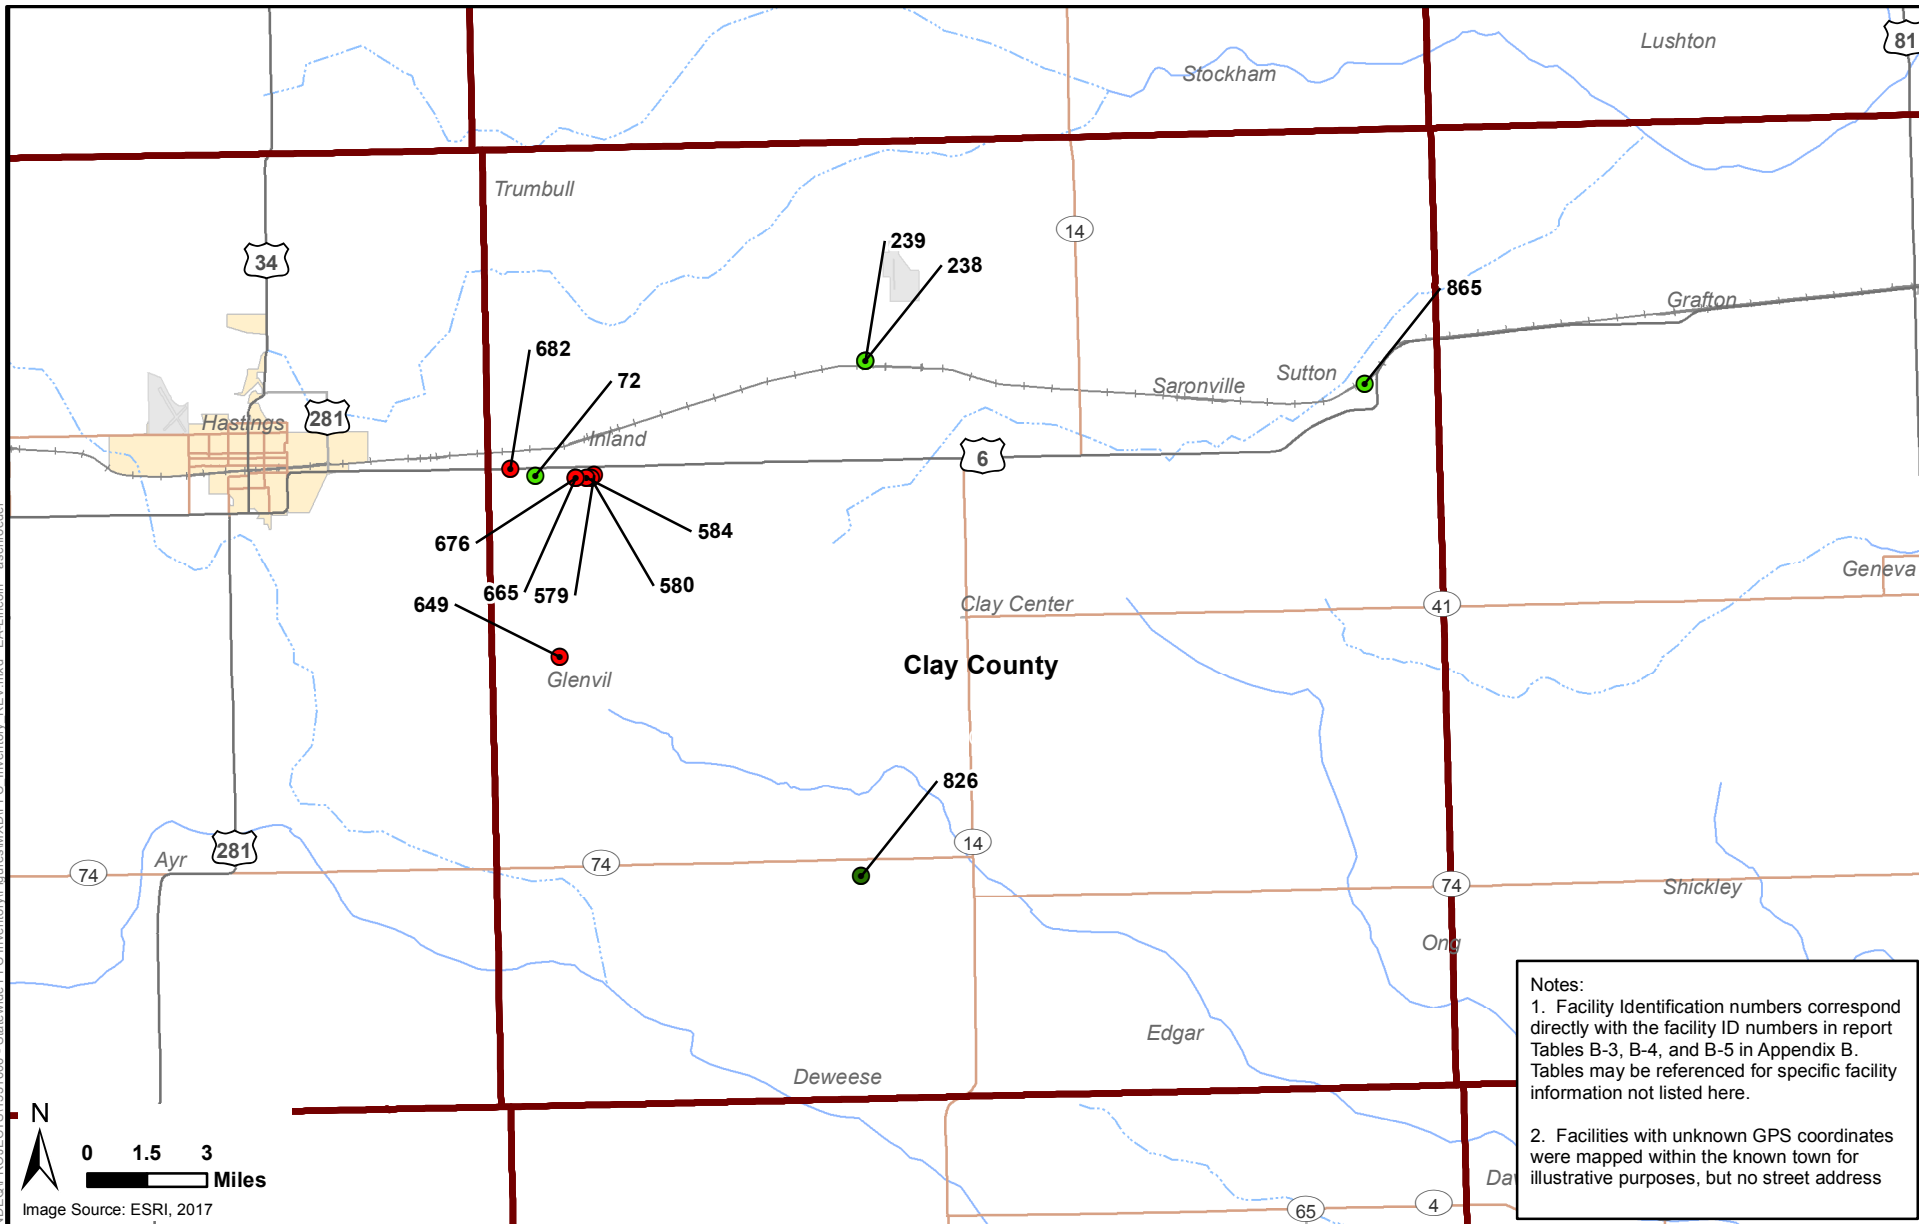 Lushton
81
Stockham
Trumbull
14
239
34
238
865
Grafton
682
72
Sutton
Saronville
Hastings
281
Inland
6
584
676
665
579
580
649
Geneva
Clay Center
41
Clay County
Glenvil
826
14
281
Ayr
74
74
74
Shickley
Ong
Edgar
Deweese
Notes:
1. Facility Identification numbers correspond
directly with the facility ID numbers in report
Tables B-3, B-4, and B-5 in Appendix B.
Tables may be referenced for specific facility
information not listed here.
2. Facilities with unknown GPS coordinates
were mapped within the known town for
illustrative purposes, but no street address
N
0 1.5 3
Miles
Image Source: ESRI, 2017
65
4